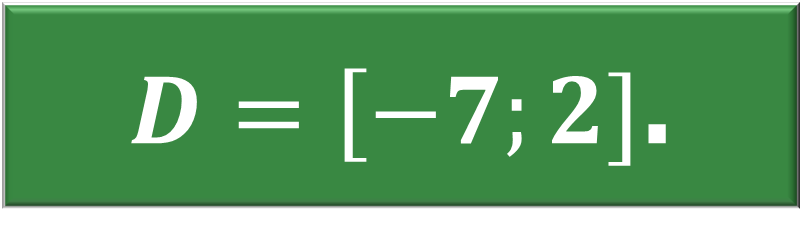 D = [−7; 2].